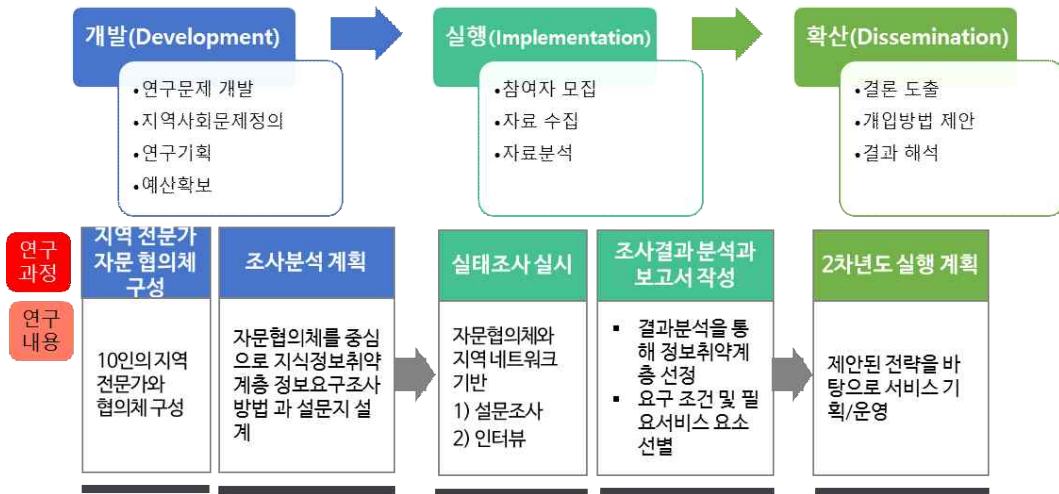 개발(Development)
•연구문제 개발
•지역사회문제정의
•연구기획
•예산확보
실행(Implementation)
•참여자 모집
•자료 수집
•자료분석
확산(Dissemination)
•결론 도출
•개입방법 제안
•결과 해석
연구
과정
지역 전문가
자문 협의체
구성
조사분석 계획
실태조사 실시
조사결과 분석과
보고서 작성
2차년도 실행 계획
연구
내용
10인의 지역
전문가와
협의체 구성
자문협의체를 중심
으로 지식정보취약
계층 정보요구조사
방법 과 설문지 설
계
자문협의체와
지역 네트워크
기반
1) 설문조사
2) 인터뷰
▪ 결과분석을 통
해 정보취약계
층 선정
▪ 요구 조건 및 필
요서비스 요소
선별
제안된 전략을 바
탕으로 서비스 기
획/운영